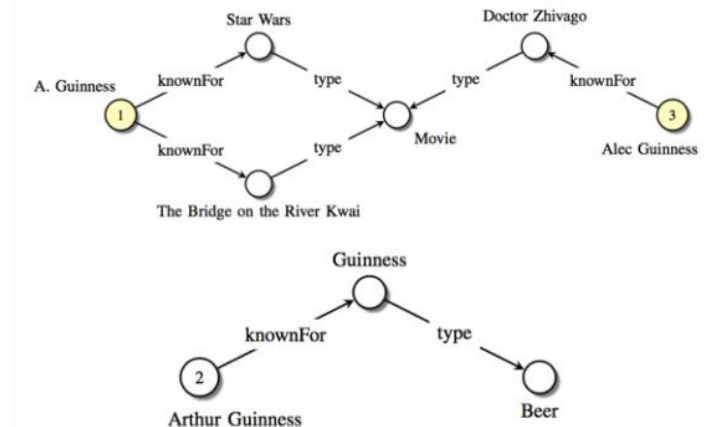 Star Wars
Doctor Zhivago
A. Guinness
knownFor
type
type
knownFor
1
3
Movie
Alec Guinness
knownFor
type
The Bridge on the River Kwai
Guinness
knownFor
type
2
Arthur Guinness
Beer